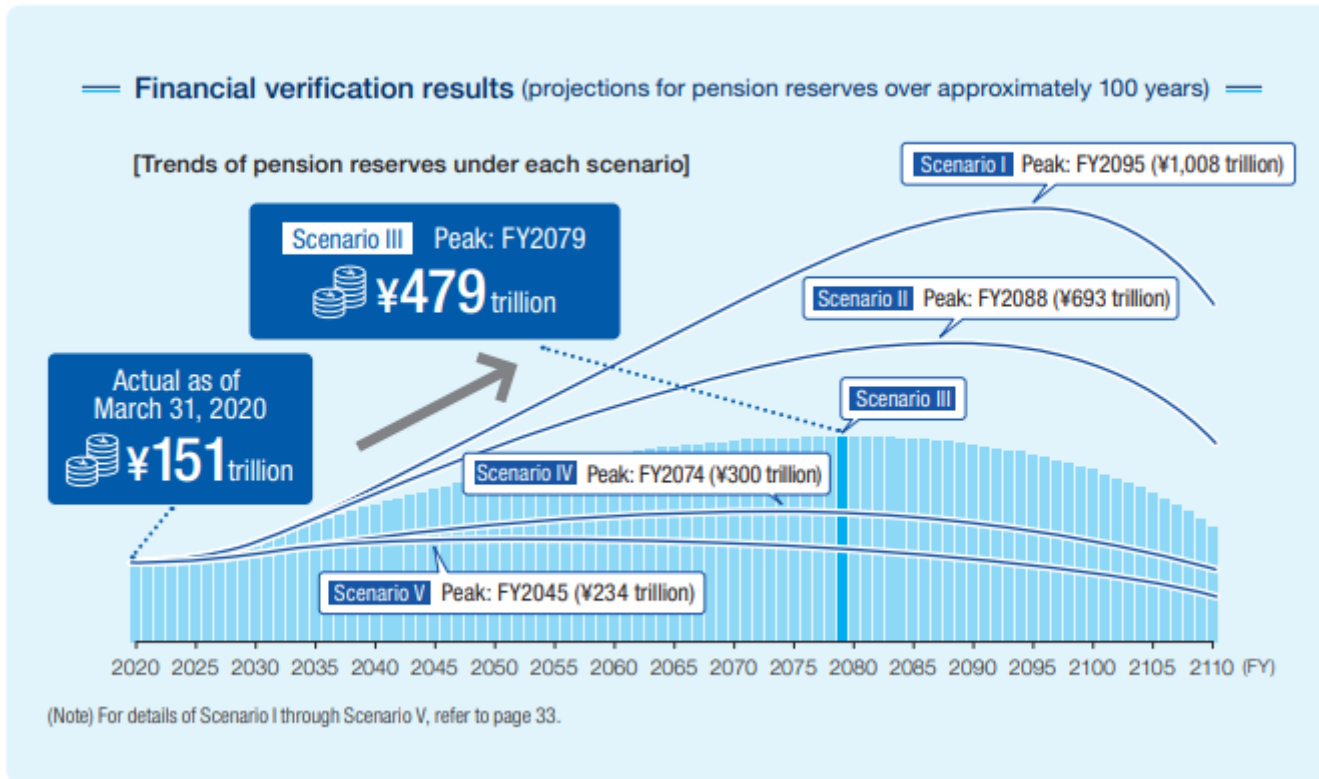 Financial verification results (projections for pension reserves over approximately 100 years)
[Trends of pension reserves under each scenario]
Scenario I Peak: FY2095 (¥1,008 trillion)
Scenario III Peak: FY2079
¥479 trillion
Scenario II Peak: FY2088 (¥693 trillion)
Actual as of
March 31, 2020
¥151 trillion
Scenario III
Scenario IV Peak: FY2074 (¥300 trillion)
Scenario V Peak: FY2045 (¥234 trillion)
2020 2025 2030 2035 2040 2045 2050 2055 2060 2065 2070 2075 2080 2085 2090 2095 2100 2105 2110 (FY)
(Note) For details of Scenario I through Scenario V, refer to page 33.